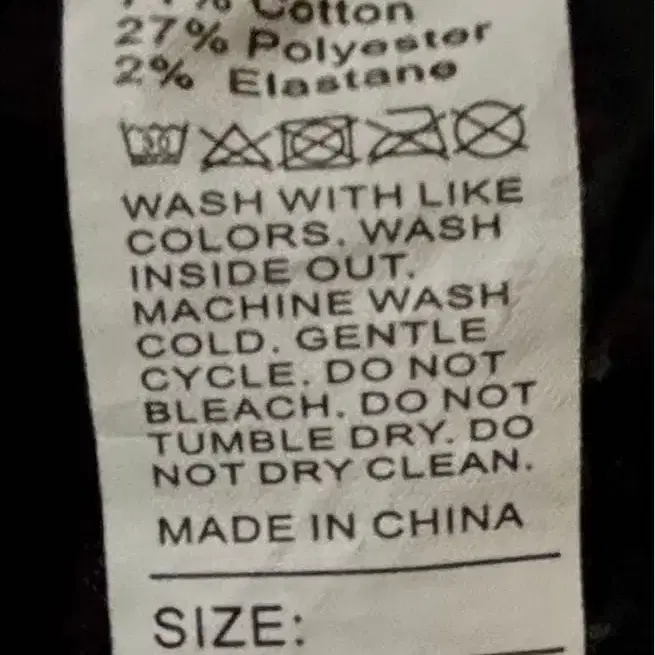 Cotton
27% Polyester
2% Elastane
30
WASH WITH LIKE
COLORS. WASH
INSIDE OUT.
MACHINE WASH
COLD. GENTLE
CYCLE. DO NOT
BLEACH. DO NOT
TUMBLE DRY. DO
NOT DRY CLEAN.
MADE IN CHINA
SIZE: